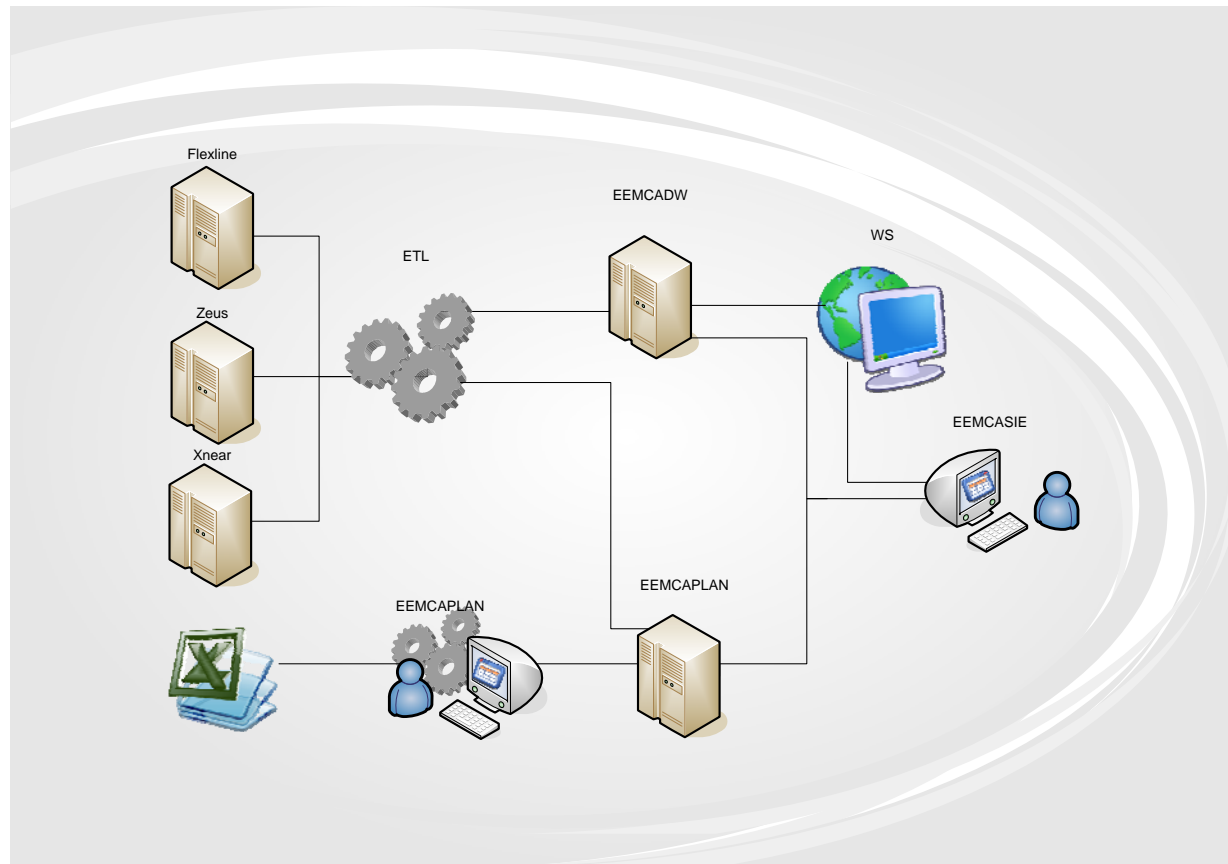 Flexline
EEMCADW
WS
ETL
Zeus
EEMCASIE
Xnear
EEMCAPLAN
EEMCAPLAN